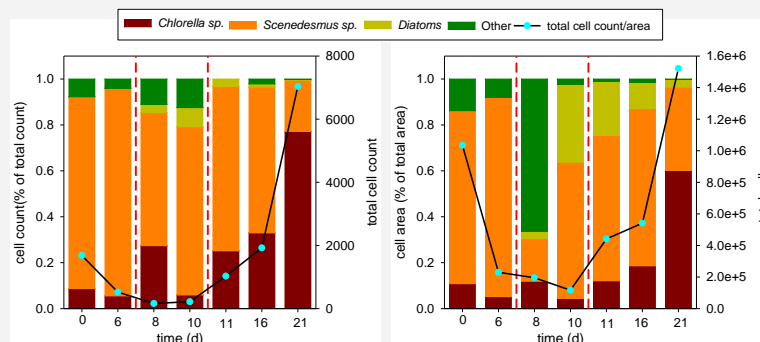 Chlorella sp. Scenedesmus sp. Diatoms Other total cell count/area
cell count(% of total count)
1.0
0.8
0.6
0.4
0.2
0.0
0 6 8 10 11 16 21
time (d)
8000
6000
4000
2000
0
total cell count
cell area (% of total area)
1.0
0.8
0.6
0.4
0.2
0.0
0 6 8 10 11 16 21
time (d)
1.6e+6
1.4e+6
1.2e+6
1.0e+6
8.0e+5
6.0e+5
4.0e+5
2.0e+5
0.0